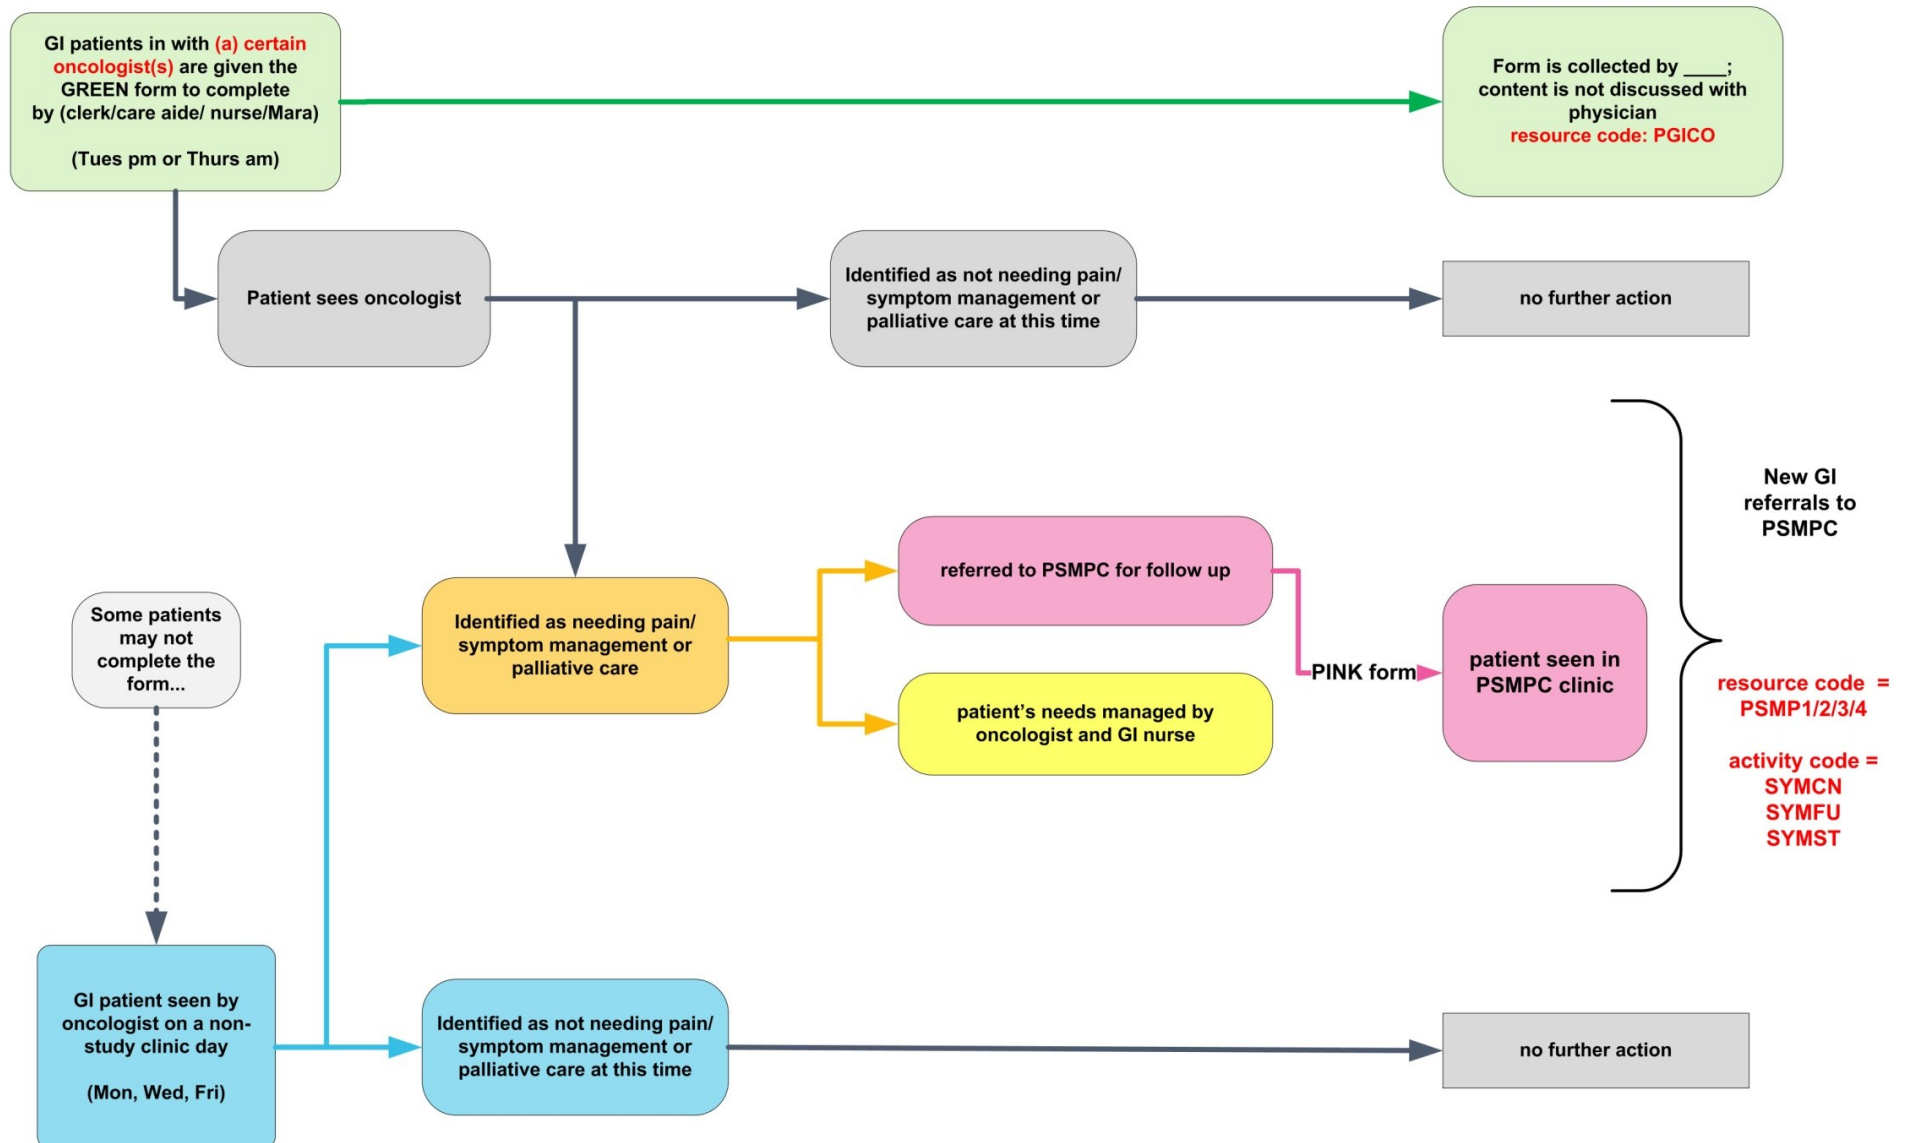 GI patients in with (a) certain
oncologist(s) are given the
GREEN form to complete
by (clerk/care aide/ nurse/Mara)
(Tues pm or Thurs am)
Form is collected by ____;
content is not discussed with
physician
resource code: PGICO
Patient sees oncologist
Identified as not needing pain/
symptom management or
palliative care at this time
no further action
New GI
referrals to
PSMPC
referred to PSMPC for follow up
Some patients
may not
complete the
form...
Identified as needing pain/
symptom management or
palliative care
PINK form
patient seen in
PSMPC clinic
resource code  =
PSMP1/2/3/4
patient's needs managed by
oncologist and GI nurse
activity code =
SYMCN
SYMFU
SYMST
GI patient seen by
oncologist on a non-
study clinic day
(Mon, Wed, Fri)
Identified as not needing pain/
symptom management or
palliative care at this time
no further action